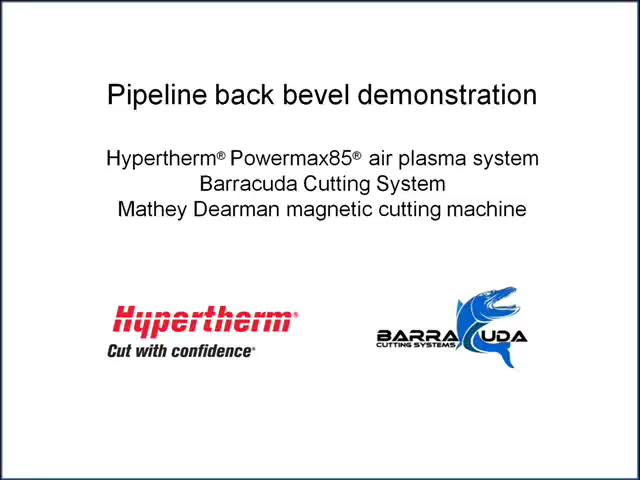 Pipeline back bevel demonstration
Hypertherm® Powermax85® air plasma system
Barracuda Cutting System
Mathey Dearman magnetic cutting machine
Hypertherm®
Cut with confidence®
BARRACUDA
CUTTING SYSTEMS